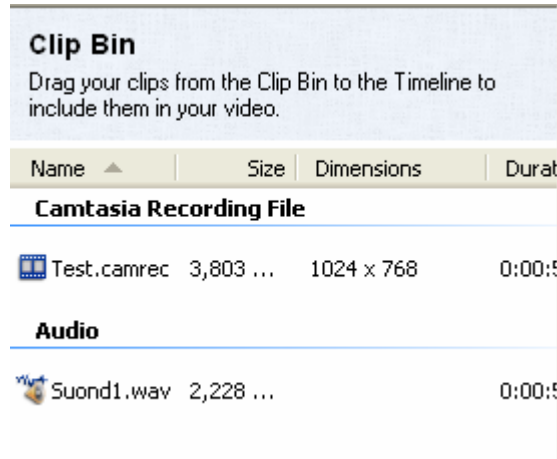 Clip Bin
Drag your clips from the Clip Bin to the Timeline to
include them in your video.
Name Size Dimensions Durat
Camtasia Recording File
Test.camrec 3,803 ... 1024 x 768 0:00:5
Audio
Suond1.wav 2,228 ... 0:00:5